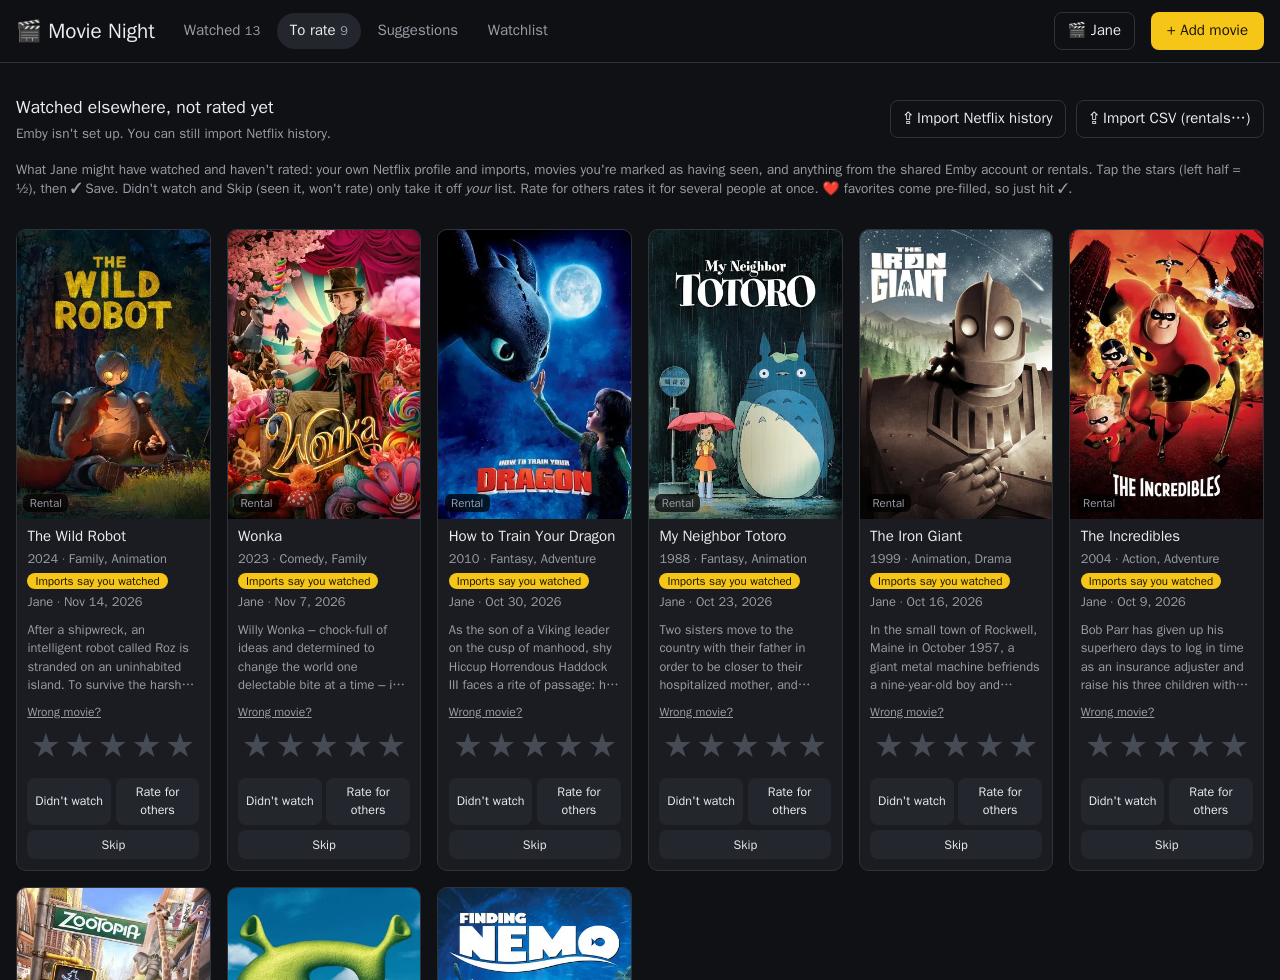 🎬 Movie Night
Watched 13
To rate 9
Suggestions
Watchlist
🎬 Jane
+ Add movie
Watched elsewhere, not rated yet
Emby isn't set up. You can still import Netflix history.
⇪ Import Netflix history
⇪ Import CSV (rentals…)
What Jane might have watched and haven't rated: your own Netflix profile and imports, movies you're marked as having seen, and anything from the shared Emby account or rentals. Tap the stars (left half =
½), then ✓ Save. Didn't watch and Skip (seen it, won't rate) only take it off your list. Rate for others rates it for several people at once. ❤️ favorites come pre-filled, so just hit ✓.
THE
WILD
ROBOT
Rental
The Wild Robot
2024 · Family, Animation
Imports say you watched
Jane · Nov 14, 2026
After a shipwreck, an
intelligent robot called Roz is
stranded on an uninhabited
island. To survive the harsh…
Wrong movie?
★ ★ ★ ★ ★
Didn't watch
Rate for
others
Skip
Wonka
Rental
Wonka
2023 · Comedy, Family
Imports say you watched
Jane · Nov 7, 2026
Willy Wonka – chock-full of
ideas and determined to
change the world one
delectable bite at a time – i…
Wrong movie?
★ ★ ★ ★ ★
Didn't watch
Rate for
others
Skip
HOW TO TRAIN YOUR
DRAGON
Rental
How to Train Your Dragon
2010 · Fantasy, Adventure
Imports say you watched
Jane · Oct 30, 2026
As the son of a Viking leader
on the cusp of manhood, shy
Hiccup Horrendous Haddock
III faces a rite of passage: h…
Wrong movie?
★ ★ ★ ★ ★
Didn't watch
Rate for
others
Skip
My Neighbor
TOTORO
Rental
My Neighbor Totoro
1988 · Fantasy, Animation
Imports say you watched
Jane · Oct 23, 2026
Two sisters move to the
country with their father in
order to be closer to their
hospitalized mother, and…
Wrong movie?
★ ★ ★ ★ ★
Didn't watch
Rate for
others
Skip
THE
IRON
GIANT
Rental
The Iron Giant
1999 · Animation, Drama
Imports say you watched
Jane · Oct 16, 2026
In the small town of Rockwell,
Maine in October 1957, a
giant metal machine befriends
a nine-year-old boy and…
Wrong movie?
★ ★ ★ ★ ★
Didn't watch
Rate for
others
Skip
THE INCREDIBLES
Rental
The Incredibles
2004 · Action, Adventure
Imports say you watched
Jane · Oct 9, 2026
Bob Parr has given up his
superhero days to log in time
as an insurance adjuster and
raise his three children with…
Wrong movie?
★ ★ ★ ★ ★
Didn't watch
Rate for
others
Skip
ZOOTOPIA
FINDING
NEMO